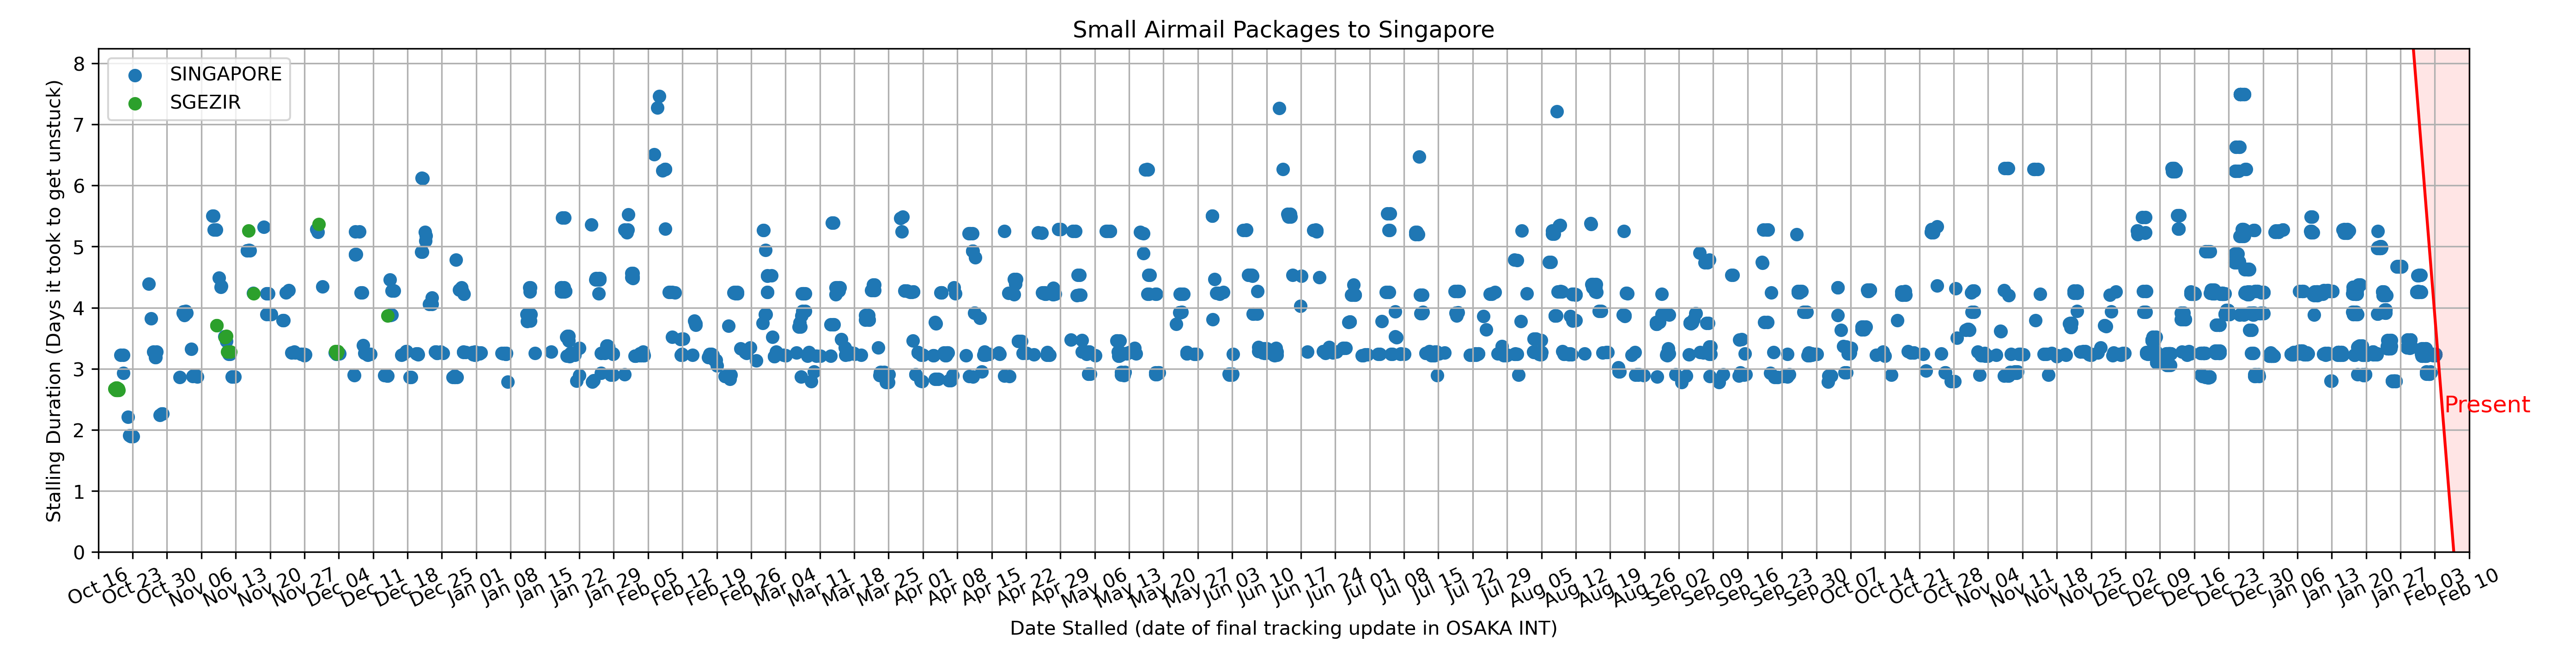 Small Airmail Packages to Singapore
SINGAPORE
SGEZIR
Stalling Duration (Days it took to get unstuck)
8
7
6
5
4
3
2
1
0
Present
Oct 16 Oct 23 Oct 30 Nov 06 Nov 13 Nov 20 Nov 27 Dec 04 Dec 11 Dec 18 Dec 25 Jan 01 Jan 08 Jan 15 Jan 22 Jan 29 Feb 05 Feb 12 Feb 19 Feb 26 Mar 04 Mar 11 Mar 18 Mar 25 Apr 01 Apr 08 Apr 15 Apr 22 Apr 29 May 06 May 13 May 20 May 27 Jun 03 Jun 10 Jun 17 Jun 24 Jul 01 Jul 08 Jul 15 Jul 22 Jul 29 Aug 05 Aug 12 Aug 19 Aug 26 Sep 02 Sep 09 Sep 16 Sep 23 Sep 30 Oct 07 Oct 14 Oct 21 Oct 28 Nov 04 Nov 11 Nov 18 Nov 25 Dec 02 Dec 09 Dec 16 Dec 23 Dec 30 Jan 06 Jan 13 Jan 20 Jan 27 Feb 03 Feb 10
Date Stalled (date of final tracking update in OSAKA INT)